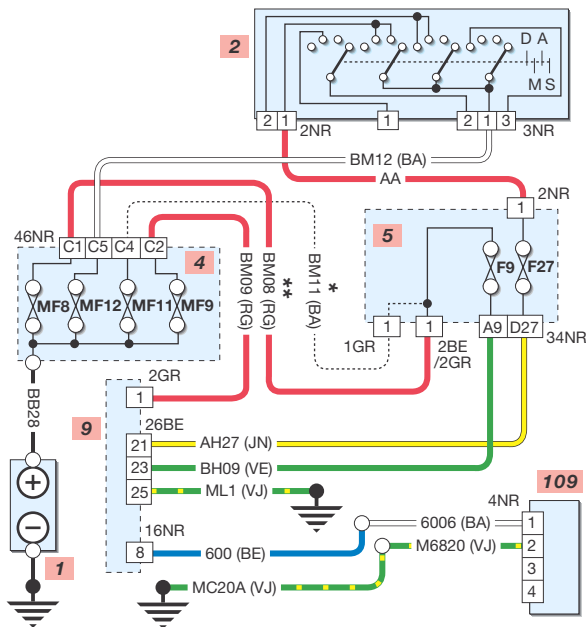 2
D A
M S
2 1
2NR
1
2 1 3
3NR
BM12 (BA)
AA
2NR
1
46NR
C1 C5 C4 C2
4
5
MF8 MF12 MF11 MF9
F9 F27
BM09 (RG)
BM08 (RG)
**
BM11 (BA)
*
1
1GR
1
2BE
/2GR
A9 D27
34NR
BB28
2GR
1
9
26BE
21
AH27 (JN)
23
BH09 (VE)
25
ML1 (VJ)
109
4NR
16NR
8
600 (BE)
6006 (BA)
M6820 (VJ)
1
2
3
4
+
−
1
MC20A (VJ)